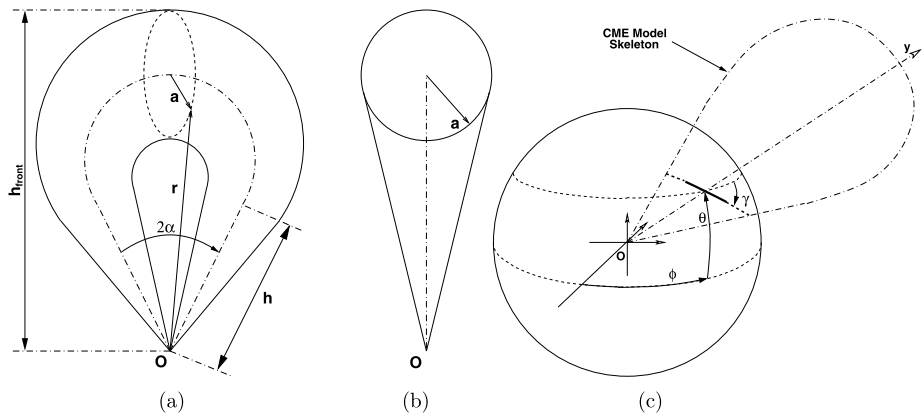 h_front
a
r
2α
h
O
(a)
a
O
(b)
CME Model
Skeleton
y
γ
θ
O
ϕ
(c)